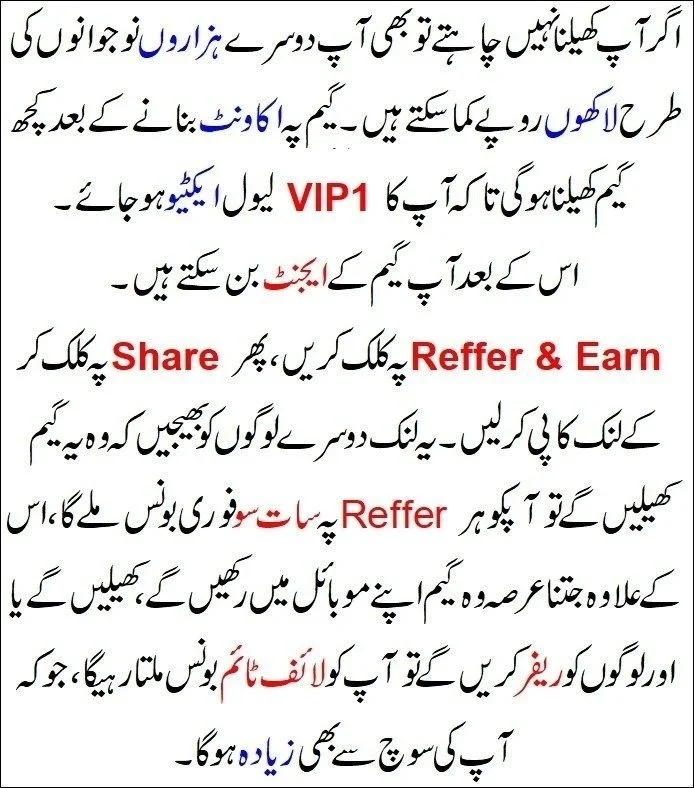 اگر آپ کھیلنا نہیں چاہتے تو بھی آپ دوسرے ہزاروں نوجوانوں کی
طرح لاکھوں روپے کما سکتے ہیں۔ گیم پہ اکاونٹ بنانے کے بعد کچھ
گیم کھیلنا ہوگی تا کہ آپ کا VIP1 لیول ایکٹیو ہو جائے۔
اس کے بعد آپ گیم کے ایجنٹ بن سکتے ہیں۔
Reffer & Earn پہ کلک کریں، پھر Share پہ کلک کر
کے لنک کاپی کر لیں۔ یہ لنک دوسرے لوگوں کو بھیجیں کہ وہ یہ گیم
کھیلیں گے تو آپکو ہر Reffer پہ سات سو فوری بونس ملے گا، اس
کے علاوہ جتنا عرصہ وہ گیم اپنے موبائل میں رکھیں گے، کھیلیں گے یا
اور لوگوں کو ریفر کریں گے تو آپ کو لائف ٹائم بونس ملتا رہیگا، جو کہ
آپ کی سوچ سے بھی زیادہ ہوگا۔